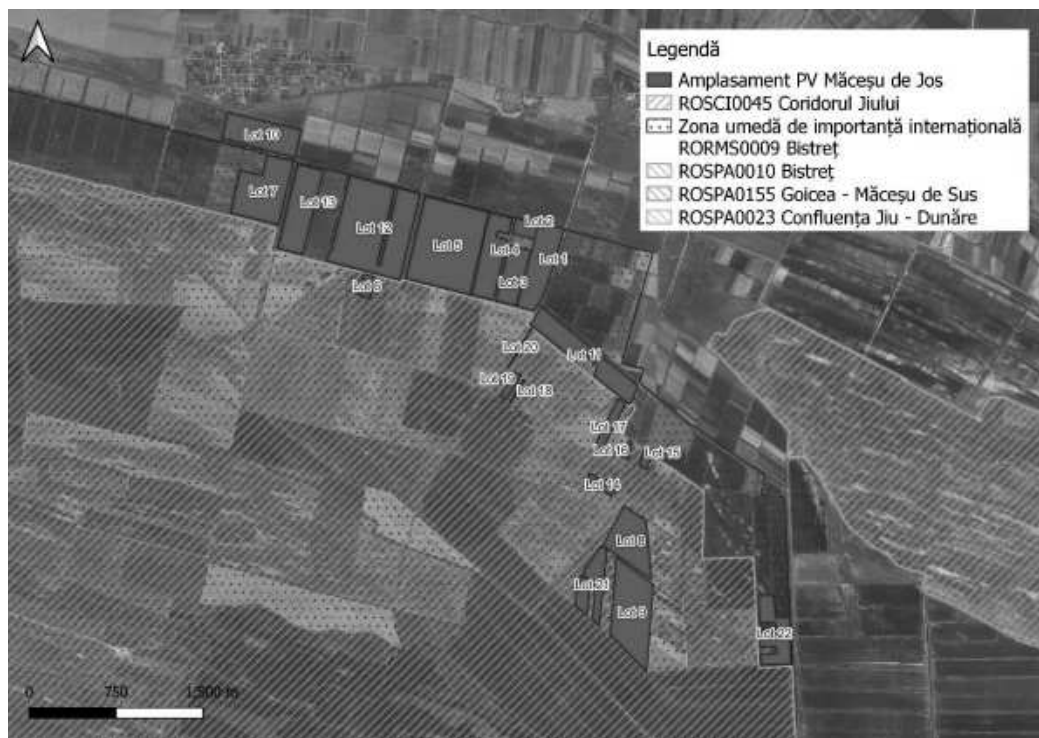 Legendă
Amplasament PV Măceșu de Jos
ROSCI0045 Coridorul Jiului
Zona umedă de importanță internațională
RORMS0009 Bistreț
ROSPA0010 Bistreț
ROSPA0155 Goicea - Măceșu de Sus
ROSPA0023 Confluența Jiu - Dunăre
Lot 10
Lot 7
Lot 13
Lot 12
Lot 5
Lot 2
Lot 4
Lot 1
Lot 3
Lot 6
Lot 20
Lot 11
Lot 19
Lot 18
Lot 17
Lot 16
Lot 15
Lot 14
Lot 8
Lot 21
Lot 9
Lot 22
0 750 1,500 m